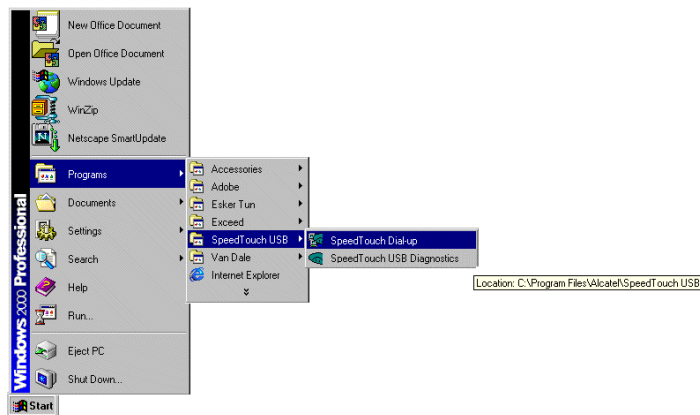 New Office Document
Open Office Document
Windows Update
WinZip
Netscape SmartUpdate
Programs
Documents
Settings
Search
Help
Run...
Eject PC
Shut Down...
Windows 2000 Professional
Start
Accessories
Adobe
Esker Tun
Exceed
SpeedTouch USB
Van Dale
Internet Explorer
SpeedTouch Dial-up
SpeedTouch USB Diagnostics
Location: C:\Program Files\Alcatel\SpeedTouch USB